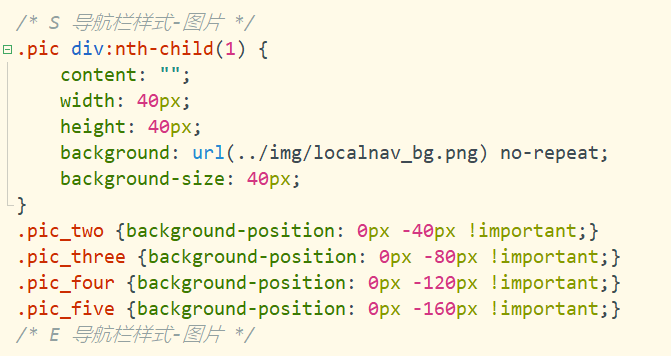 /* S 导航栏样式-图片 */
.pic div:nth-child(1) {
    content: "";
    width: 40px;
    height: 40px;
    background: url(../img/localnav_bg.png) no-repeat;
    background-size: 40px;
}
.pic_two {background-position: 0px -40px !important;}
.pic_three {background-position: 0px -80px !important;}
.pic_four {background-position: 0px -120px !important;}
.pic_five {background-position: 0px -160px !important;}
/* E 导航栏样式-图片 */